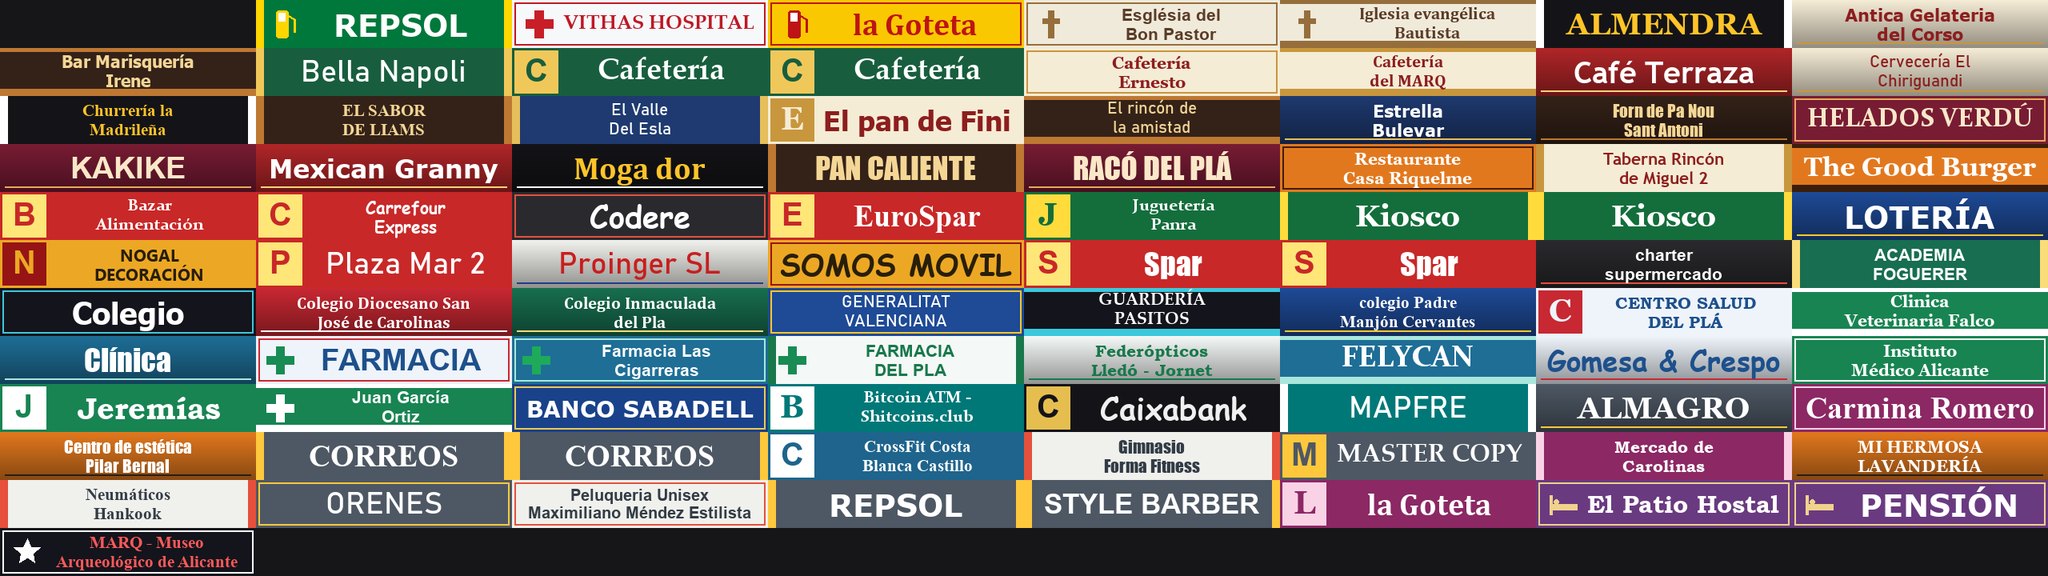 REPSOL
VITHAS HOSPITAL
la Goteta
Església del
Bon Pastor
Iglesia evangélica
Bautista
ALMENDRA
Antica Gelateria
del Corso
Bar Marisquería
Irene
Bella Napoli
C Cafetería
C Cafetería
Cafetería
Ernesto
Cafetería
del MARQ
Café Terraza
Cervecería El
Chiriguandi
Churrería la
Madrileña
EL SABOR
DE LIAMS
El Valle
Del Esla
E El pan de Fini
El rincón de
la amistad
Estrella
Bulevar
Forn de Pa Nou
Sant Antoni
HELADOS VERDÚ
KAKIKE
Mexican Granny
Moga dor
PAN CALIENTE
RACÓ DEL PLÁ
Restaurante
Casa Riquelme
Taberna Rincón
de Miguel 2
The Good Burger
B Bazar
Alimentación
C Carrefour
Express
Codere
E EuroSpar
J Juguetería
Panra
Kiosco
Kiosco
LOTERÍA
N NOGAL
DECORACIÓN
P Plaza Mar 2
Proinger SL
SOMOS MOVIL
S Spar
S Spar
charter
supermercado
ACADEMIA
FOGUERER
Colegio
Colegio Diocesano San
José de Carolinas
Colegio Inmaculada
del Pla
GENERALITAT
VALENCIANA
GUARDERÍA
PASITOS
colegio Padre
Manjón Cervantes
C CENTRO SALUD
DEL PLÁ
Clinica
Veterinaria Falco
Clínica
FARMACIA
Farmacia Las
Cigarreras
FARMACIA
DEL PLA
Federópticos
Lledó - Jornet
FELYCAN
Gomesa & Crespo
Instituto
Médico Alicante
J Jeremías
Juan García
Ortiz
BANCO SABADELL
B Bitcoin ATM -
Shitcoins.club
C Caixabank
MAPFRE
ALMAGRO
Carmina Romero
Centro de estética
Pilar Bernal
CORREOS
CORREOS
C CrossFit Costa
Blanca Castillo
Gimnasio
Forma Fitness
M MASTER COPY
Mercado de
Carolinas
MI HERMOSA
LAVANDERÍA
Neumáticos
Hankook
ORENES
Peluqueria Unisex
Maximiliano Méndez Estilista
REPSOL
STYLE BARBER
L la Goteta
El Patio Hostal
PENSIÓN
MARQ - Museo
Arqueológico de Alicante